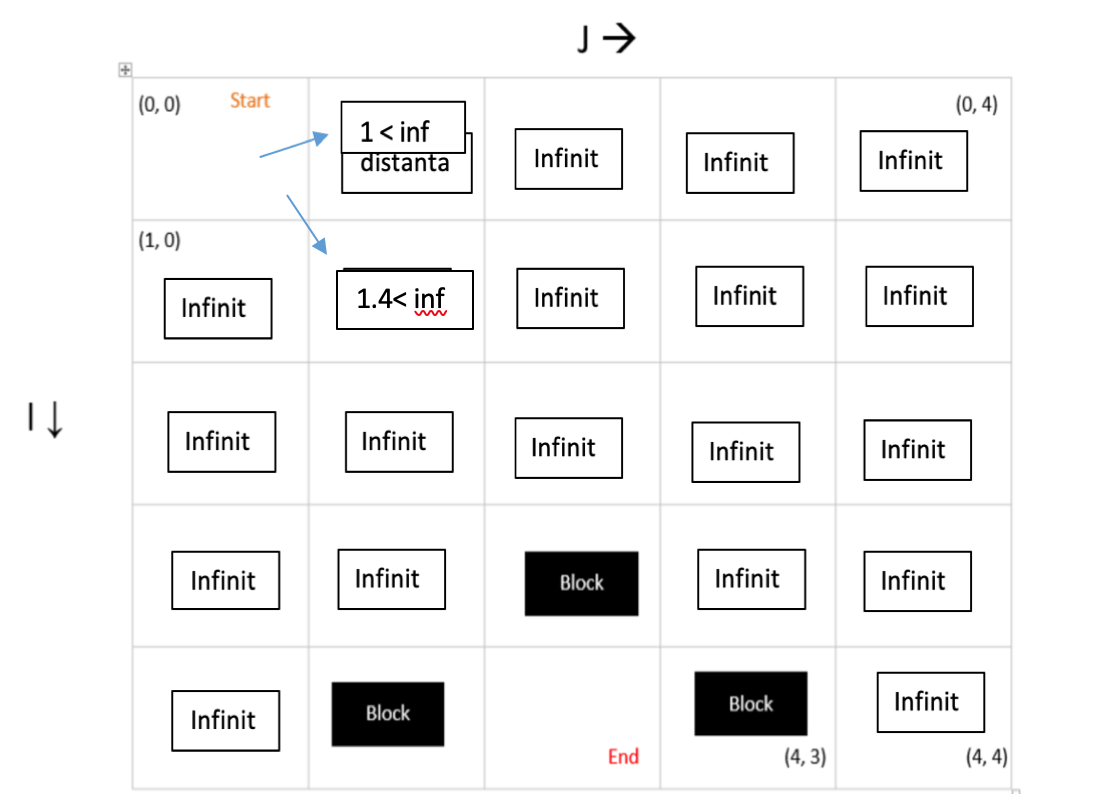 J →
(0, 0) Start
(0, 4)
1 < inf
distanta
Infinit
Infinit
Infinit
(1, 0)
Infinit
1.4< inf
Infinit
Infinit
Infinit
I ↓
Infinit
Infinit
Infinit
Infinit
Infinit
Infinit
Infinit
Block
Infinit
Infinit
Infinit
Block
End
Block
(4, 3)
Infinit
(4, 4)